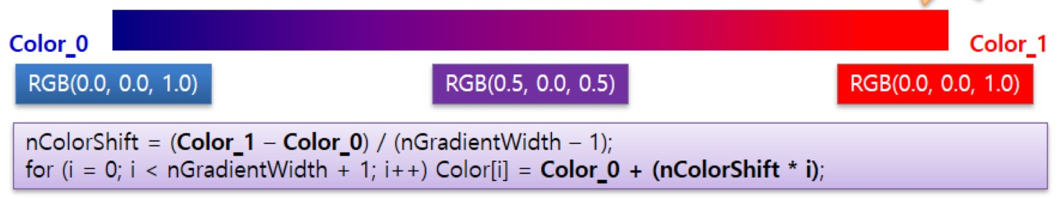 Color_0
Color_1
RGB(0.0, 0.0, 1.0)
RGB(0.5, 0.0, 0.5)
RGB(0.0, 0.0, 1.0)
nColorShift = (Color_1 – Color_0) / (nGradientWidth – 1);
for (i = 0; i < nGradientWidth + 1; i++) Color[i] = Color_0 + (nColorShift * i);